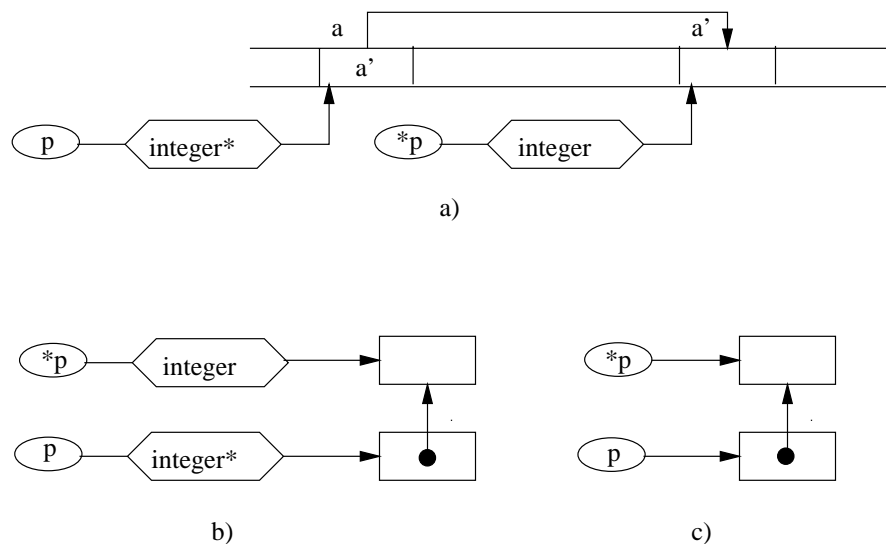 a a’
a’
p integer* *p integer
a)
*p integer *p
p integer* p
b) c)